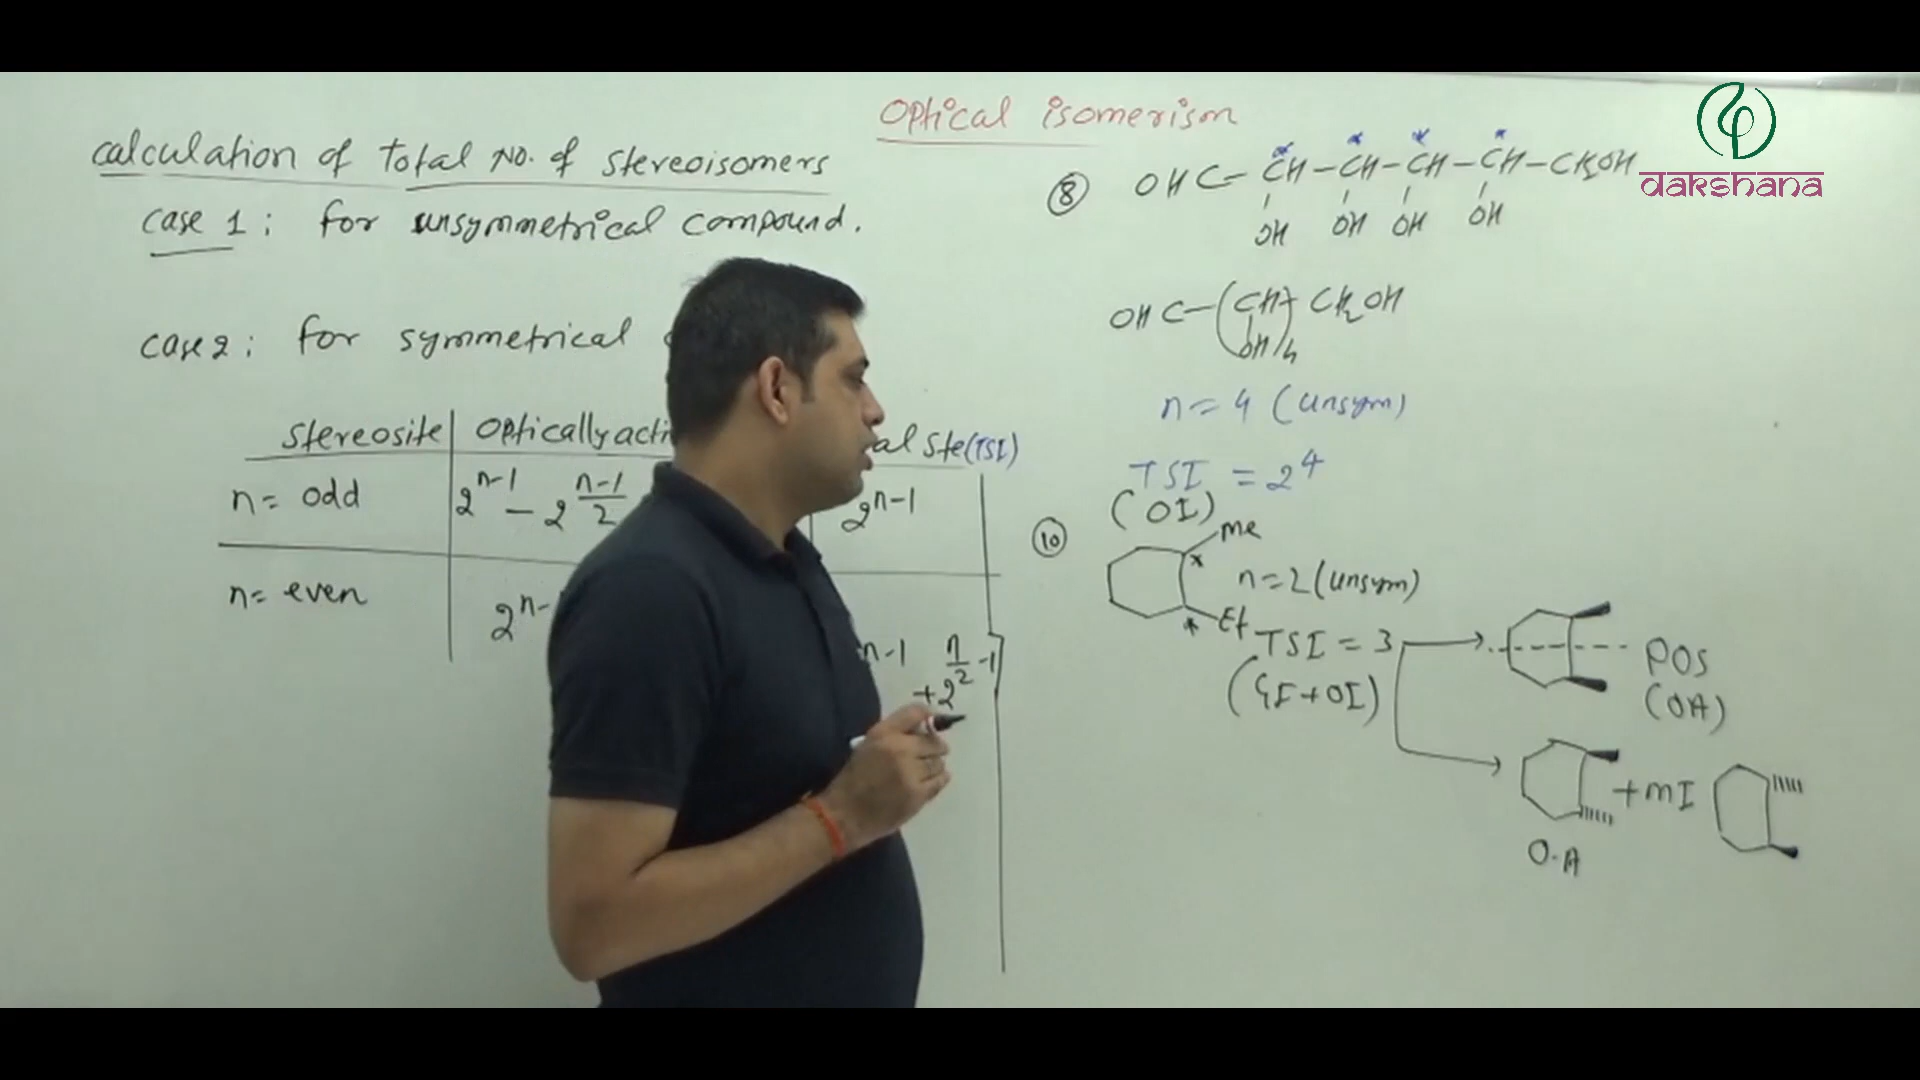 Optical isomerism
Calculation of Total No. of Stereoisomers
Case 1 : for unsymmetrical compound.
Case 2 : for symmetrical
Stereosite | Optically acti
al Ste(TSI)
n = odd | 2^(n-1) - 2^((n-1)/2)
2^(n-1)
n = even | 2^(n-
n-1 + 2^(n/2 - 1)
⑧ OHC-CH-CH-CH-CH-CH2OH
* * * *
OH OH OH OH
OHC-(CH)-CH2OH
OH 4
n = 4 (unsym)
TSI = 2^4
(OI)
⑩ Me
*
n = 2 (unsym)
* Et
TSI = 3
(GI + OI)
POS
(OA)
+ mI
O.A
dakshana